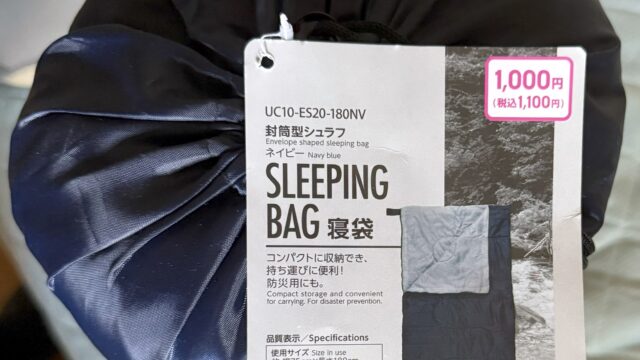 1,000円
(税込1,100円)
UC10-ES20-180NV
封筒型シュラフ
Envelope shaped sleeping bag
ネイビー Navy blue
SLEEPING
BAG 寝袋
コンパクトに収納でき、
持ち運びに便利!
防災用にも。
Compact storage and convenient
for carrying. For disaster prevention.
品質表示/Specifications
使用サイズ Size in use